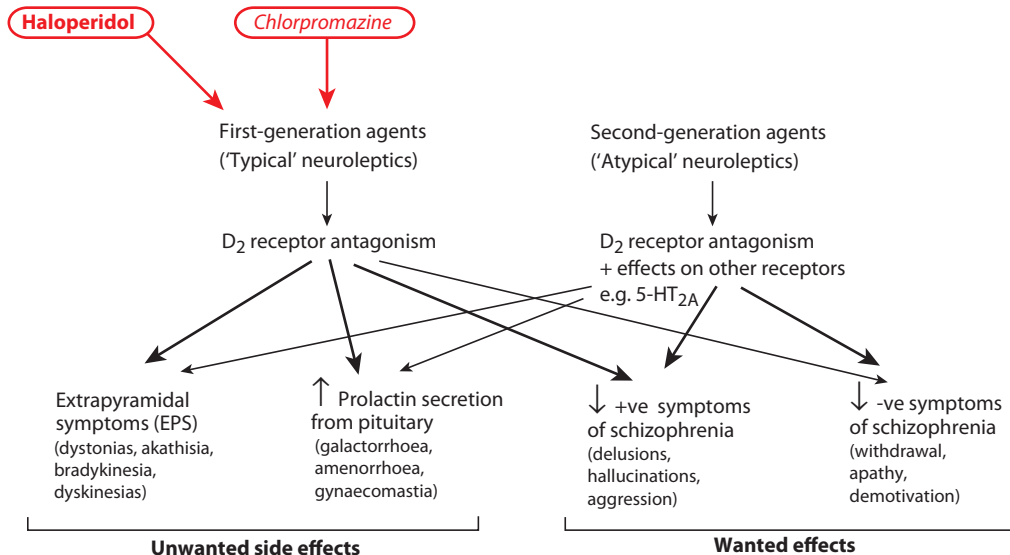 Haloperidol
Chlorpromazine
First-generation agents
('Typical' neuroleptics)
Second-generation agents
('Atypical' neuroleptics)
D2 receptor antagonism
D2 receptor antagonism
+ effects on other receptors
e.g. 5-HT2A
Extrapyramidal
symptoms (EPS)
(dystonias, akathisia,
bradykinesia,
dyskinesias)
↑ Prolactin secretion
from pituitary
(galactorrhoea,
amenorrhoea,
gynaecomastia)
↓ +ve symptoms
of schizophrenia
(delusions,
hallucinations,
aggression)
↓ -ve symptoms
of schizophrenia
(withdrawal,
apathy,
demotivation)
Unwanted side effects
Wanted effects